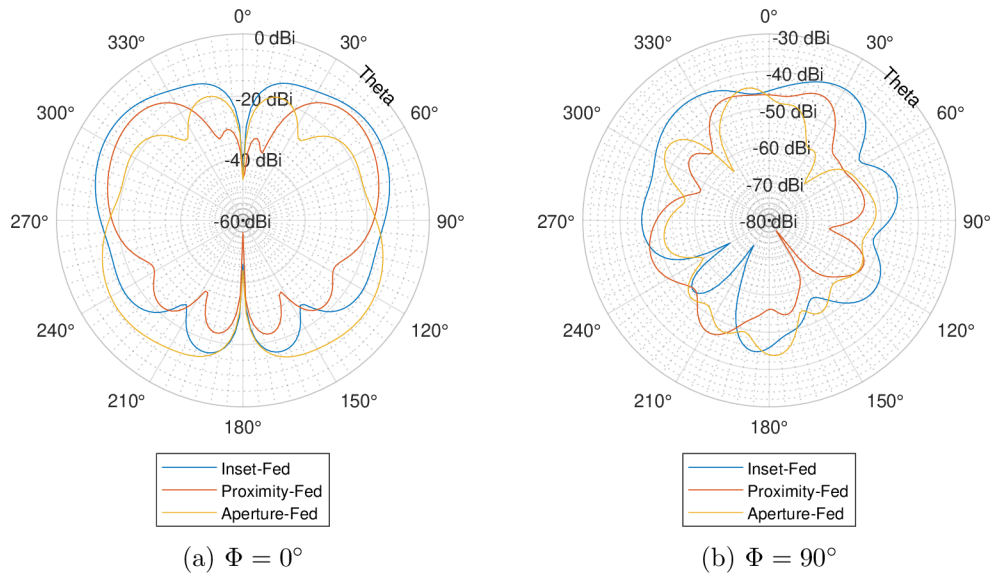 0°
330°
30°
0 dBi
Theta
300°
60°
-20 dBi
-40 dBi
270°
-60 dBi
90°
240°
120°
210°
150°
180°
Inset-Fed
Proximity-Fed
Aperture-Fed
(a) Φ = 0°
0°
330°
30°
-30 dBi
Theta
-40 dBi
300°
60°
-50 dBi
-60 dBi
-70 dBi
270°
-80 dBi
90°
240°
120°
210°
150°
180°
Inset-Fed
Proximity-Fed
Aperture-Fed
(b) Φ = 90°